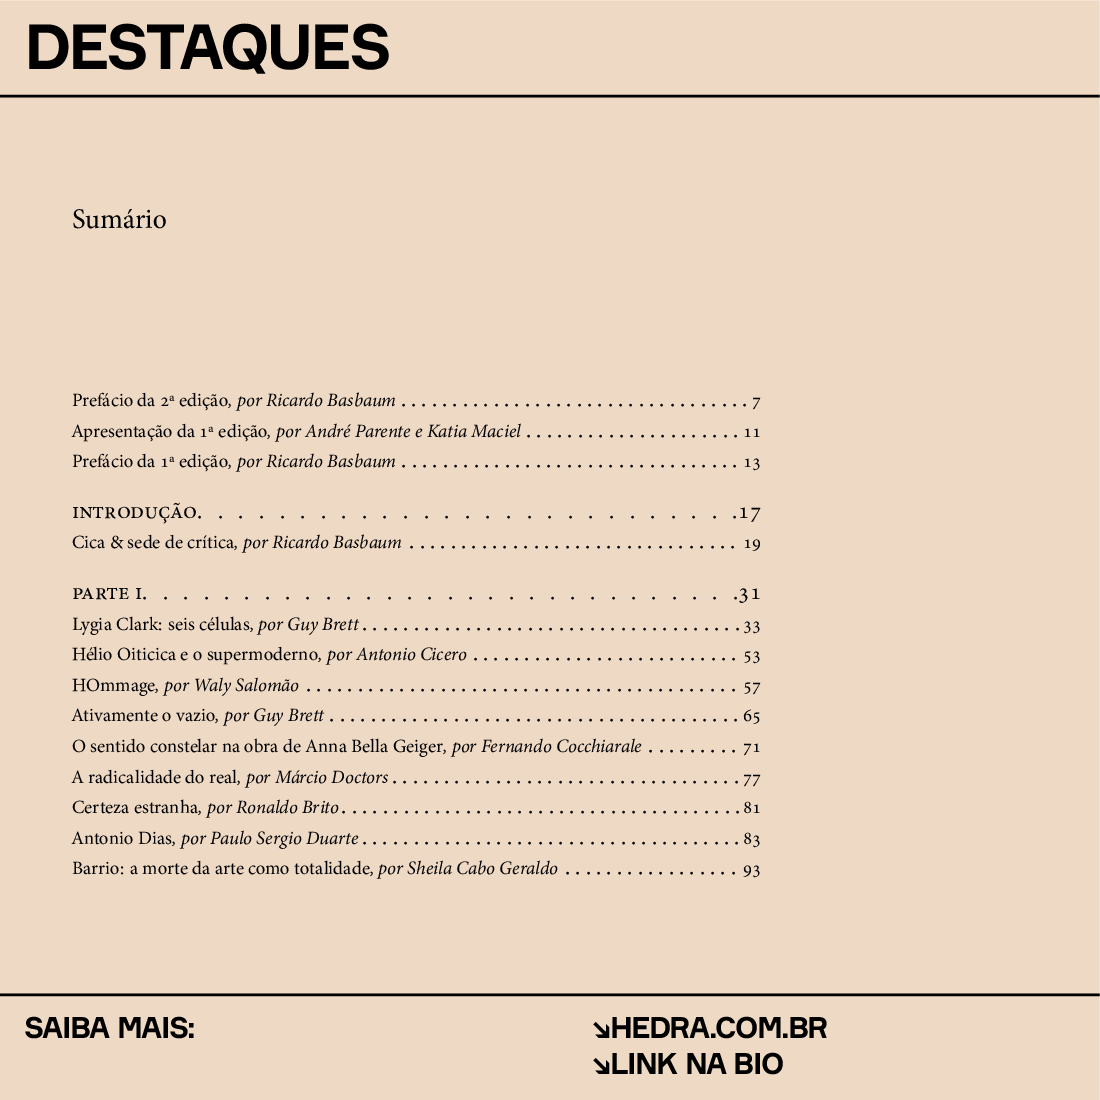 DESTAQUES
Sumário
Prefácio da 2ª edição, por Ricardo Basbaum . . . . . . . . . . . . . . . . . . . . . . . . . . . . . . . . . . . 7
Apresentação da 1ª edição, por André Parente e Katia Maciel . . . . . . . . . . . . . . . . . . . . . . 11
Prefácio da 1ª edição, por Ricardo Basbaum . . . . . . . . . . . . . . . . . . . . . . . . . . . . . . . . . . 13
INTRODUÇÃO. . . . . . . . . . . . . . . . . . . . . . . . . . . .17
Cica & sede de crítica, por Ricardo Basbaum . . . . . . . . . . . . . . . . . . . . . . . . . . . . . . . . . 19
PARTE I. . . . . . . . . . . . . . . . . . . . . . . . . . . . . . .31
Lygia Clark: seis células, por Guy Brett . . . . . . . . . . . . . . . . . . . . . . . . . . . . . . . . . . . . . . 33
Hélio Oiticica e o supermoderno, por Antonio Cicero . . . . . . . . . . . . . . . . . . . . . . . . . . . 53
HOmmage, por Waly Salomão . . . . . . . . . . . . . . . . . . . . . . . . . . . . . . . . . . . . . . . . . . . 57
Ativamente o vazio, por Guy Brett . . . . . . . . . . . . . . . . . . . . . . . . . . . . . . . . . . . . . . . . . 65
O sentido constelar na obra de Anna Bella Geiger, por Fernando Cocchiarale . . . . . . . . . 71
A radicalidade do real, por Márcio Doctors . . . . . . . . . . . . . . . . . . . . . . . . . . . . . . . . . . . 77
Certeza estranha, por Ronaldo Brito . . . . . . . . . . . . . . . . . . . . . . . . . . . . . . . . . . . . . . . . 81
Antonio Dias, por Paulo Sergio Duarte . . . . . . . . . . . . . . . . . . . . . . . . . . . . . . . . . . . . . . 83
Barrio: a morte da arte como totalidade, por Sheila Cabo Geraldo . . . . . . . . . . . . . . . . . 93
SAIBA MAIS:
↘HEDRA.COM.BR
↘LINK NA BIO